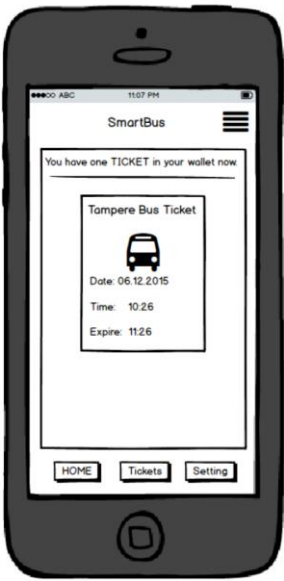 ABC 11:07 PM
SmartBus
You have one TICKET in your wallet now.
Tampere Bus Ticket
Date: 06.12.2015
Time: 10:26
Expire: 11:26
HOME Tickets Setting